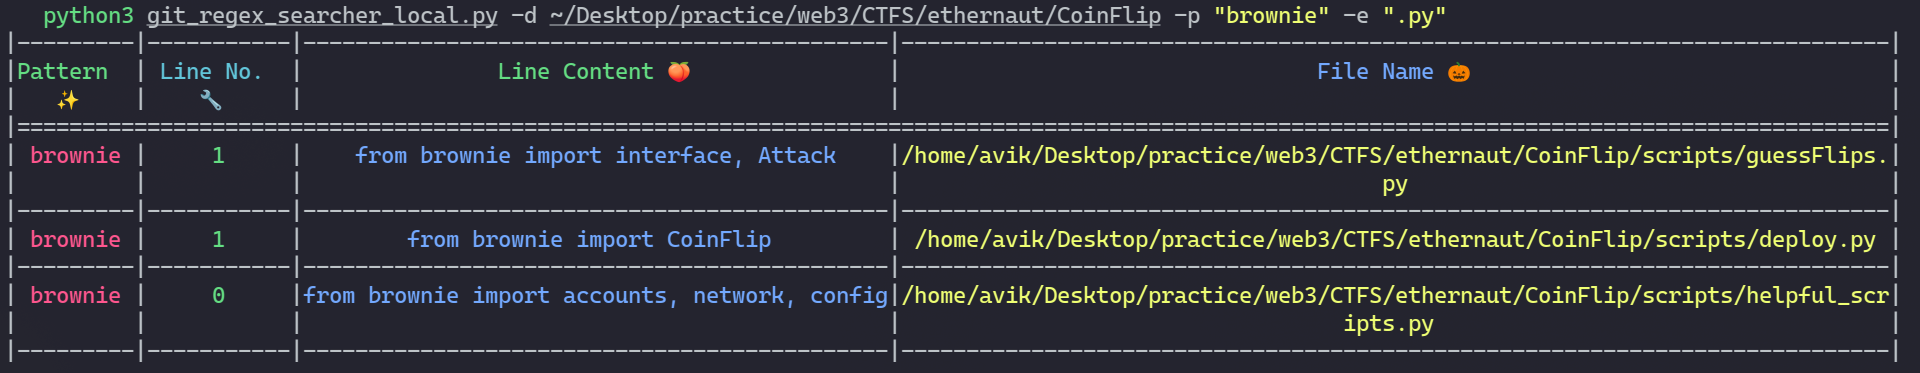 python3 git_regex_searcher_local.py -d ~/Desktop/practice/web3/CTFS/ethernaut/CoinFlip -p "brownie" -e ".py"
|---------|-----------|---------------------------------------------|----------------------------------------------------------------------------|
|Pattern  | Line No.  |               Line Content 🍑               |                                File Name 🎃                                |
|   ✨    |    🔧     |                                             |                                                                            |
|================================================================================================================================================|
| brownie |     1     |    from brownie import interface, Attack    |/home/avik/Desktop/practice/web3/CTFS/ethernaut/CoinFlip/scripts/guessFlips.|
|         |           |                                             |                                     py                                     |
|---------|-----------|---------------------------------------------|----------------------------------------------------------------------------|
| brownie |     1     |        from brownie import CoinFlip         | /home/avik/Desktop/practice/web3/CTFS/ethernaut/CoinFlip/scripts/deploy.py |
|---------|-----------|---------------------------------------------|----------------------------------------------------------------------------|
| brownie |     0     |from brownie import accounts, network, config|/home/avik/Desktop/practice/web3/CTFS/ethernaut/CoinFlip/scripts/helpful_scr|
|         |           |                                             |                                  ipts.py                                   |
|---------|-----------|---------------------------------------------|----------------------------------------------------------------------------|